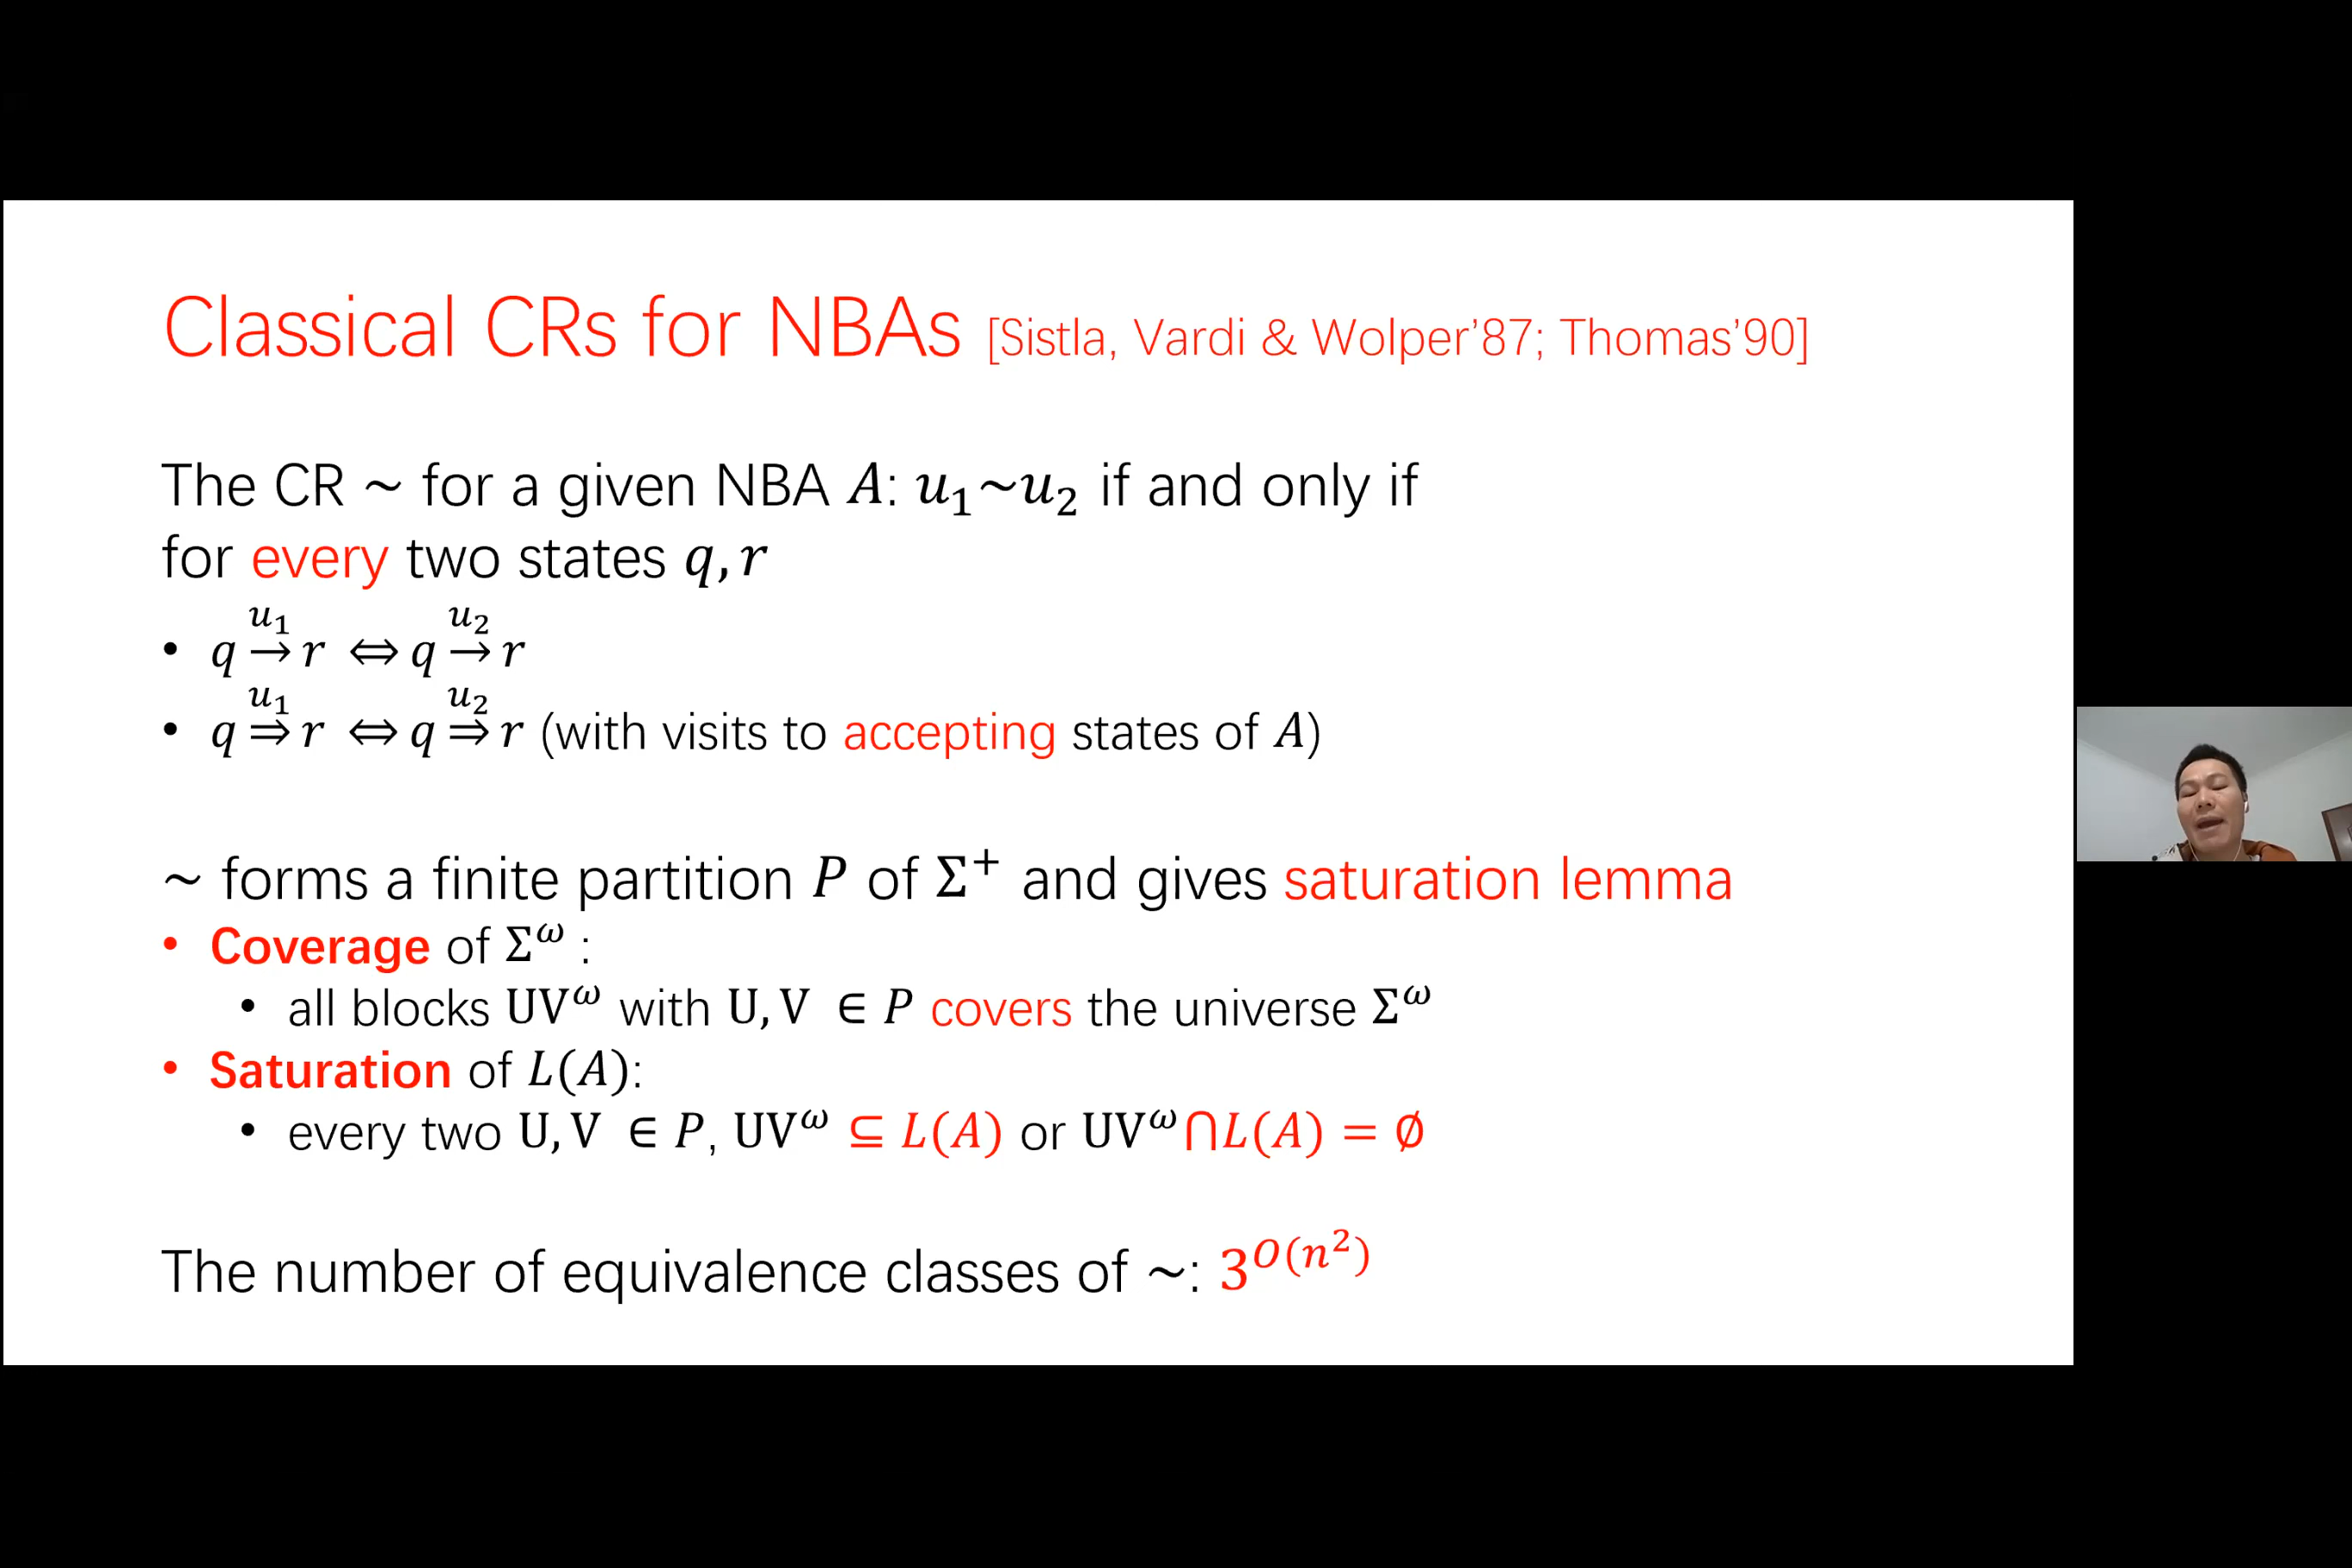 Classical CRs for NBAs [Sistla, Vardi & Wolper’87; Thomas’90]
The CR ~ for a given NBA A: u₁~u₂ if and only if
for every two states q, r
• q →^{u₁} r ⇔ q →^{u₂} r
• q ⇒^{u₁} r ⇔ q ⇒^{u₂} r (with visits to accepting states of A)
~ forms a finite partition P of Σ⁺ and gives saturation lemma
• Coverage of Σ^ω :
• all blocks UV^ω with U, V ∈ P covers the universe Σ^ω
• Saturation of L(A):
• every two U, V ∈ P, UV^ω ⊆ L(A) or UV^ω ∩ L(A) = ∅
The number of equivalence classes of ~: 3^{O(n²)}